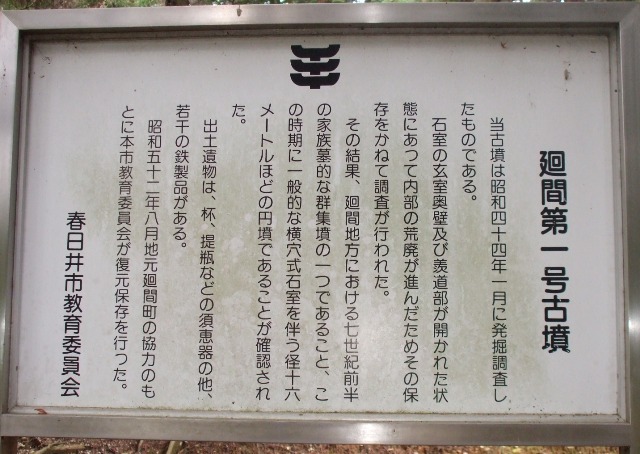 廻間第一号古墳
当古墳は昭和四十四年一月に発掘調査し
たものである。
石室の玄室奥壁及び羨道部が開かれた状
態にあって内部の荒廃が進んだためその保
存をかねて調査が行われた。
その結果、廻間地方における七世紀前半
の家族墓的な群集墳の一つであること、こ
の時期に一般的な横穴式石室を伴う径十六
メートルほどの円墳であることが確認され
た。
出土遺物は、杯、提瓶などの須恵器の他、
若干の鉄製品がある。
昭和五十二年八月地元廻間町の協力のも
とに本市教育委員会が復元保存を行った。
春日井市教育委員会